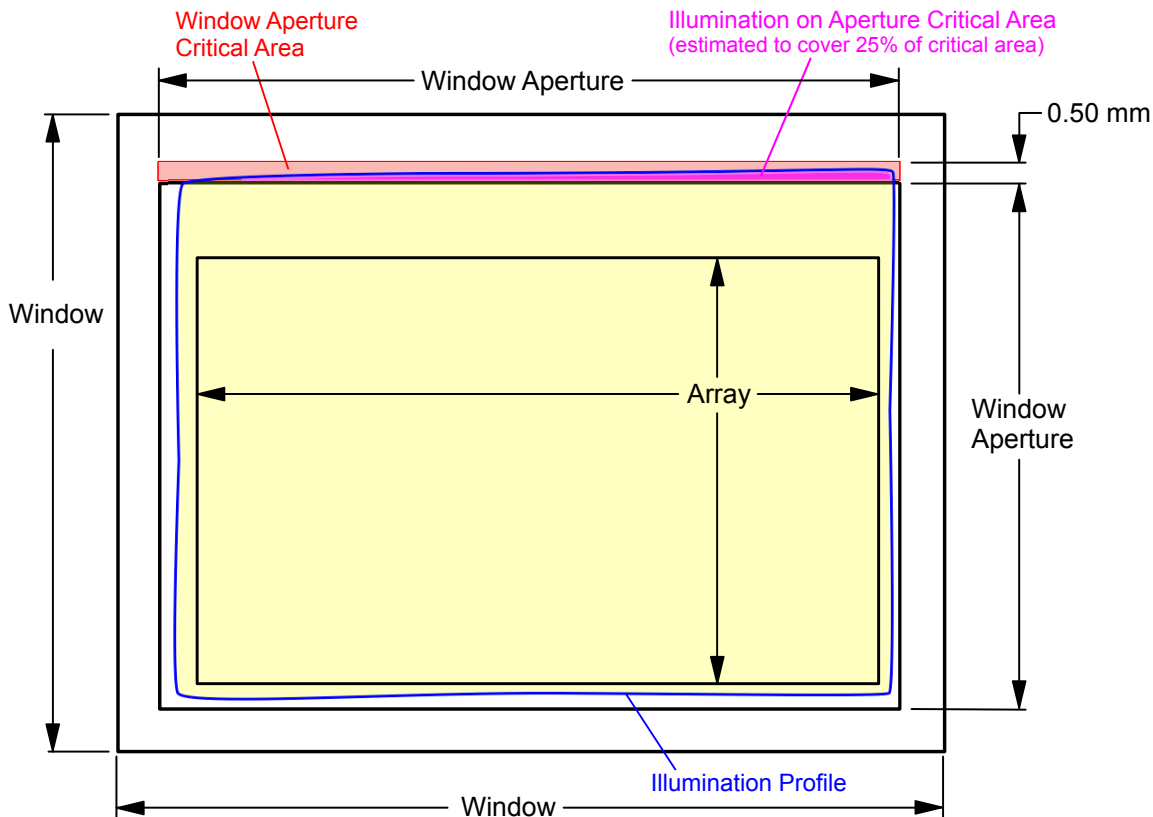 Window Aperture
Critical Area
Illumination on Aperture Critical Area
(estimated to cover 25% of critical area)
Window Aperture
0.50 mm
Window
Array
Window
Aperture
Illumination Profile
Window